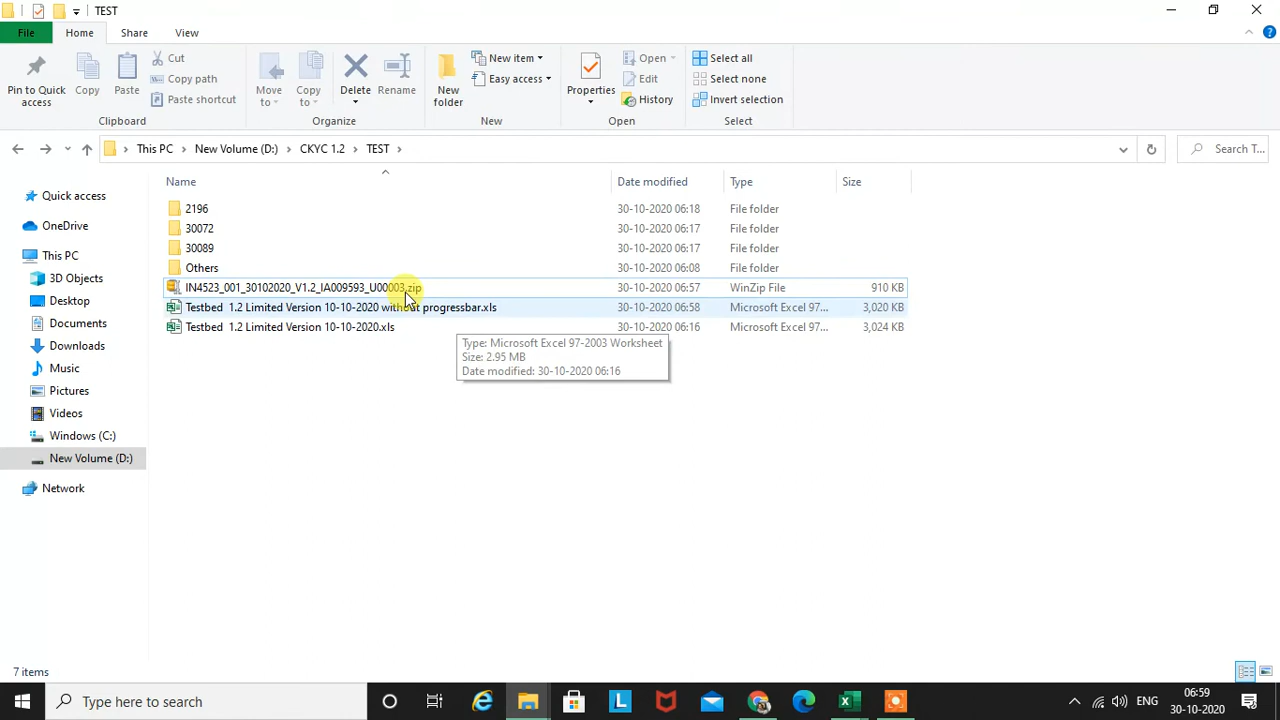 TEST
File Home Share View
Pin to Quick access
Copy
Paste
Cut
Copy path
Paste shortcut
Clipboard
Move to
Copy to
Delete
Rename
Organize
New folder
New item
Easy access
New
Properties
Open
Edit
History
Open
Select all
Select none
Invert selection
Select
This PC > New Volume (D:) > CKYC 1.2 > TEST >
Search T...
Name Date modified Type Size
2196 30-10-2020 06:18 File folder
30072 30-10-2020 06:17 File folder
30089 30-10-2020 06:17 File folder
Others 30-10-2020 06:08 File folder
IN4523_001_30102020_V1.2_IA009593_U00003.zip 30-10-2020 06:57 WinZip File 910 KB
Testbed 1.2 Limited Version 10-10-2020 without progressbar.xls 30-10-2020 06:58 Microsoft Excel 97... 3,020 KB
Testbed 1.2 Limited Version 10-10-2020.xls 30-10-2020 06:16 Microsoft Excel 97... 3,024 KB
Type: Microsoft Excel 97-2003 Worksheet
Size: 2.95 MB
Date modified: 30-10-2020 06:16
Quick access
OneDrive
This PC
3D Objects
Desktop
Documents
Downloads
Music
Pictures
Videos
Windows (C:)
New Volume (D:)
Network
7 items
Type here to search
L
ENG
06:59
30-10-2020